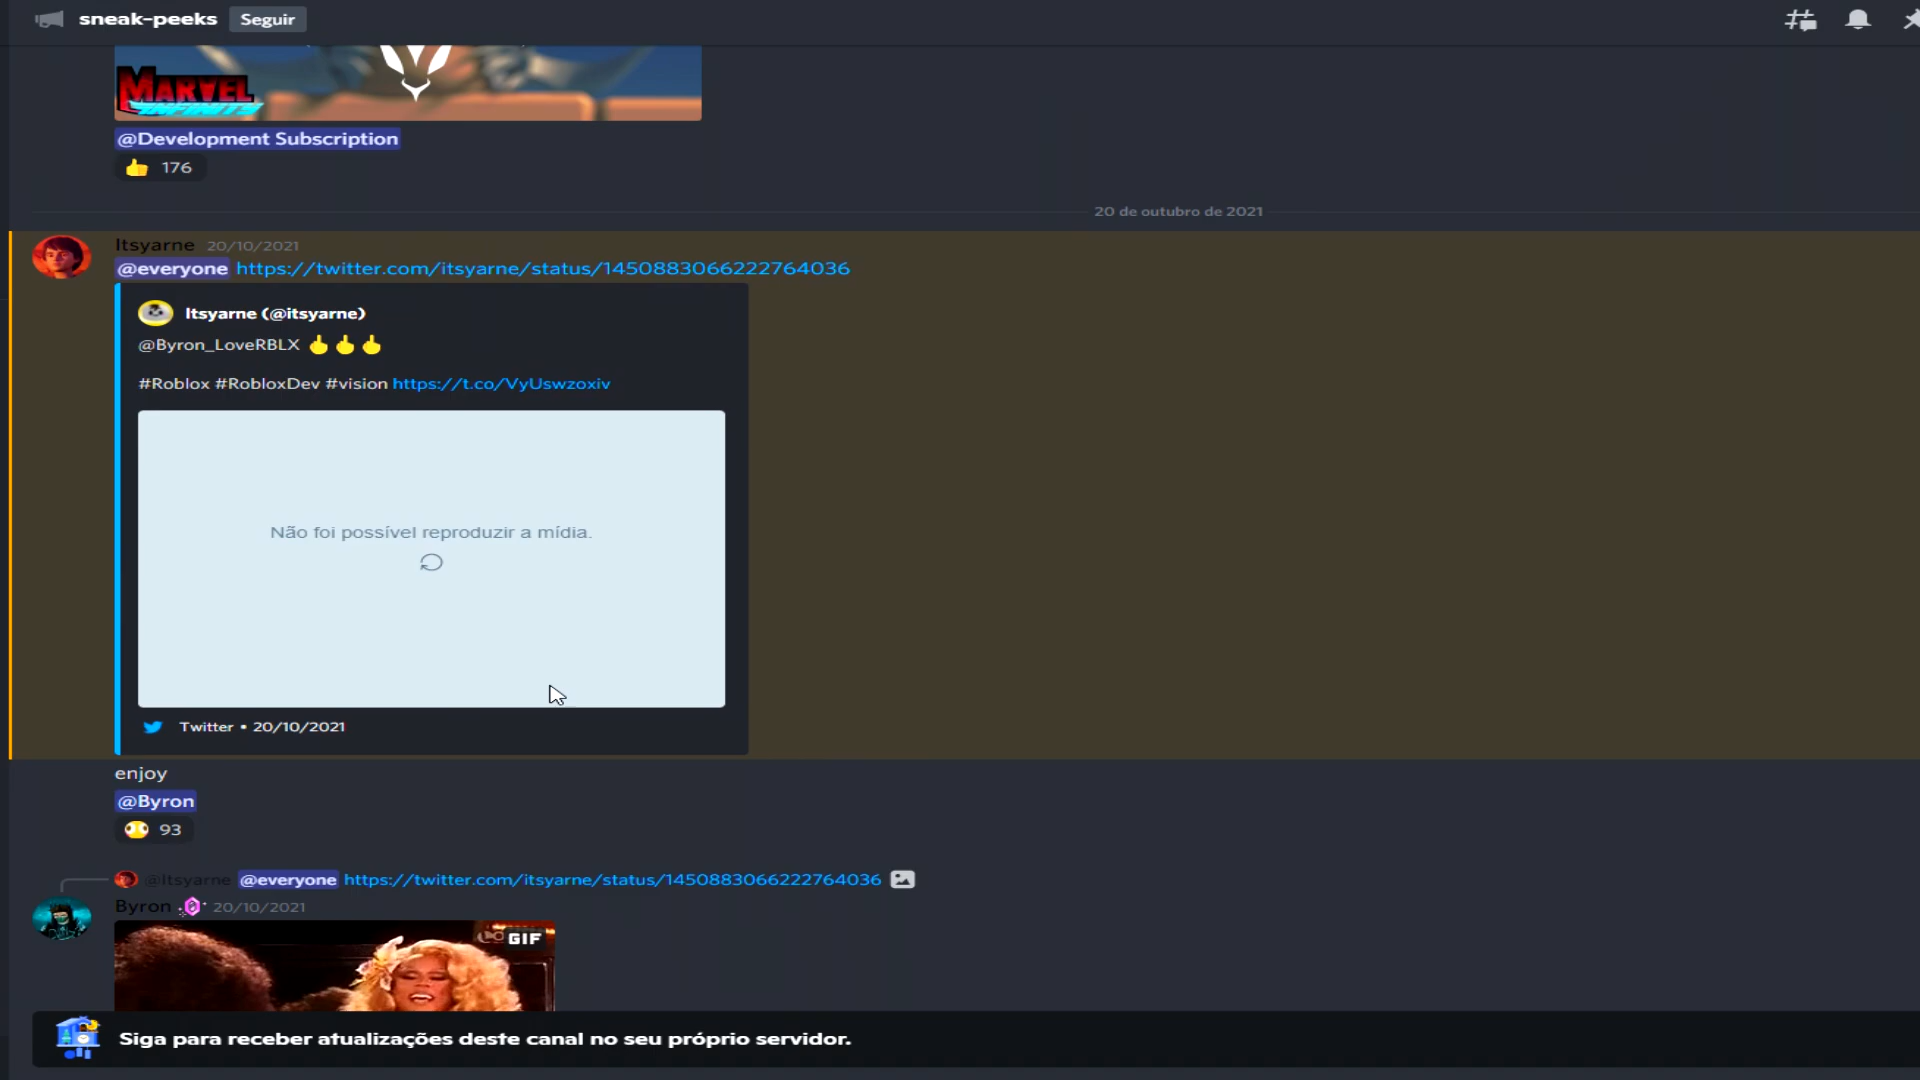 sneak-peeks Seguir
MARVEL
INFINITE
@Development Subscription
176
20 de outubro de 2021
Itsyarne 20/10/2021
@everyone https://twitter.com/itsyarne/status/1450883066222764036
Itsyarne (@itsyarne)
@Byron_LoveRBLX
#Roblox #RobloxDev #vision https://t.co/VyUswzoxiv
Não foi possível reproduzir a mídia.
Twitter • 20/10/2021
enjoy
@Byron
93
@Itsyarne @everyone https://twitter.com/itsyarne/status/1450883066222764036
Byron 20/10/2021
GIF
Siga para receber atualizações deste canal no seu próprio servidor.